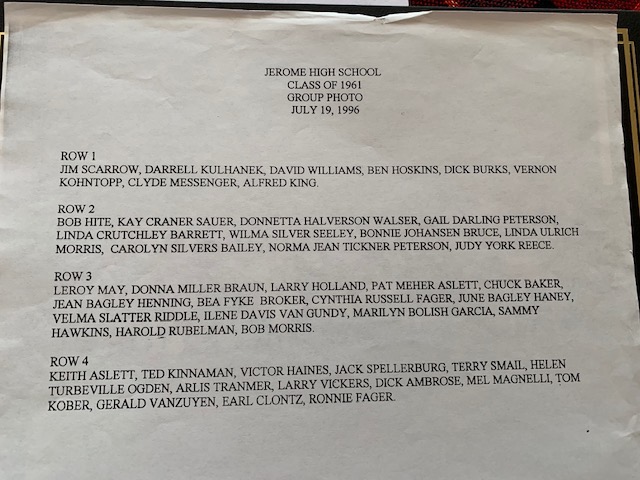 JEROME HIGH SCHOOL
CLASS OF 1961
GROUP PHOTO
JULY 19, 1996
ROW 1
JIM SCARROW, DARRELL KULHANEK, DAVID WILLIAMS, BEN HOSKINS, DICK BURKS, VERNON
KOHNTOPP, CLYDE MESSENGER, ALFRED KING.
ROW 2
BOB HITE, KAY CRANER SAUER, DONNETTA HALVERSON WALSER, GAIL DARLING PETERSON,
LINDA CRUTCHLEY BARRETT, WILMA SILVER SEELEY, BONNIE JOHANSEN BRUCE, LINDA ULRICH
MORRIS, CAROLYN SILVERS BAILEY, NORMA JEAN TICKNER PETERSON, JUDY YORK REECE.
ROW 3
LEROY MAY, DONNA MILLER BRAUN, LARRY HOLLAND, PAT MEHER ASLETT, CHUCK BAKER,
JEAN BAGLEY HENNING, BEA FYKE BROKER, CYNTHIA RUSSELL FAGER, JUNE BAGLEY HANEY,
VELMA SLATTER RIDDLE, ILENE DAVIS VAN GUNDY, MARILYN BOLISH GARCIA, SAMMY
HAWKINS, HAROLD RUBELMAN, BOB MORRIS.
ROW 4
KEITH ASLETT, TED KINNAMAN, VICTOR HAINES, JACK SPELLERBURG, TERRY SMAIL, HELEN
TURBEVILLE OGDEN, ARLIS TRANMER, LARRY VICKERS, DICK AMBROSE, MEL MAGNELLI, TOM
KOBER, GERALD VANZUYEN, EARL CLONTZ, RONNIE FAGER.